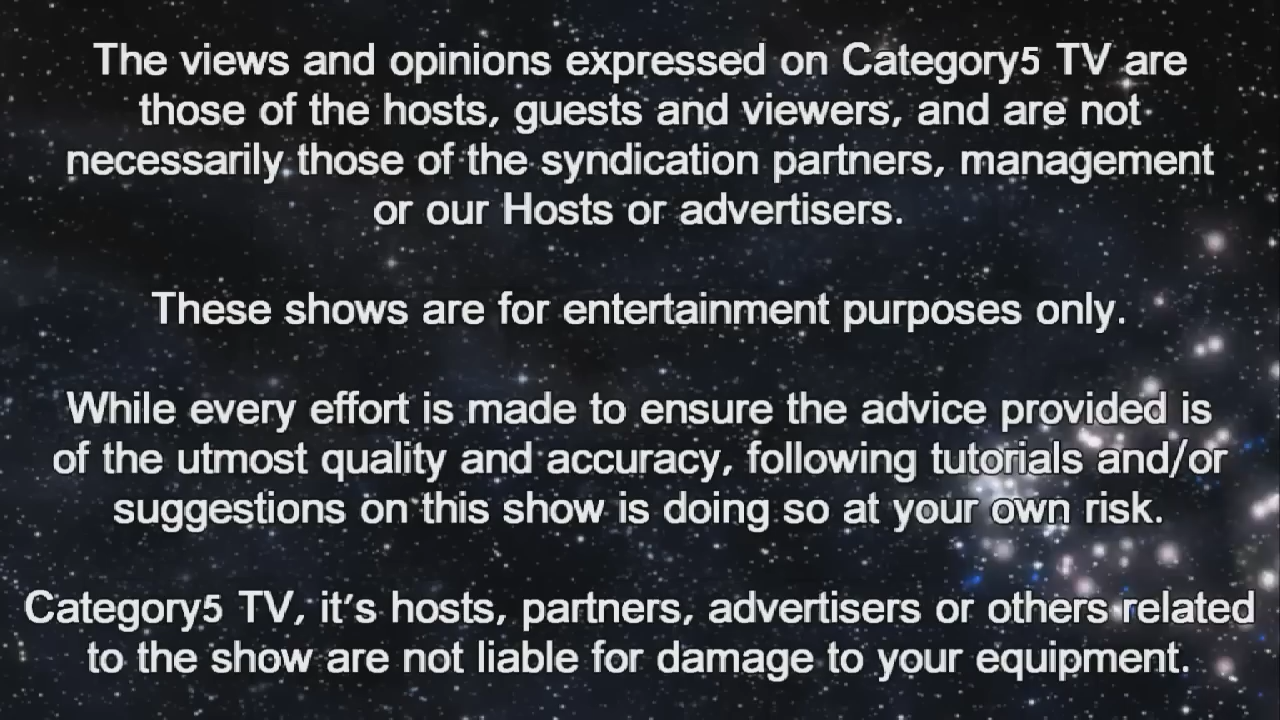 The views and opinions expressed on Category5 TV are
those of the hosts, guests and viewers, and are not
necessarily those of the syndication partners, management
or our Hosts or advertisers.
These shows are for entertainment purposes only.
While every effort is made to ensure the advice provided is
of the utmost quality and accuracy, following tutorials and/or
suggestions on this show is doing so at your own risk.
Category5 TV, it's hosts, partners, advertisers or others related
to the show are not liable for damage to your equipment.